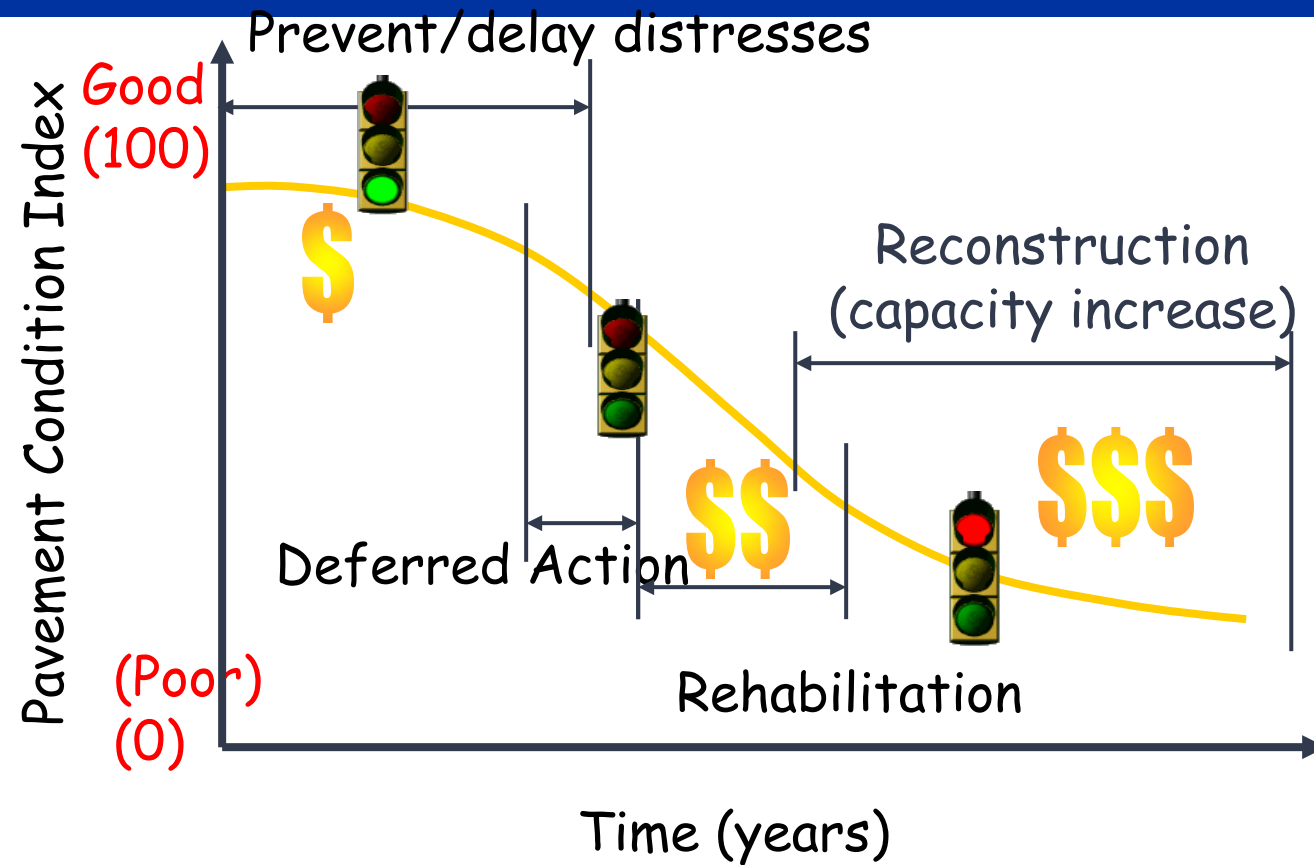 Prevent/delay distresses
Good
(100)
Pavement Condition Index
$
Reconstruction
(capacity increase)
$$
$$$
Deferred Action
(Poor)
(0)
Rehabilitation
Time (years)